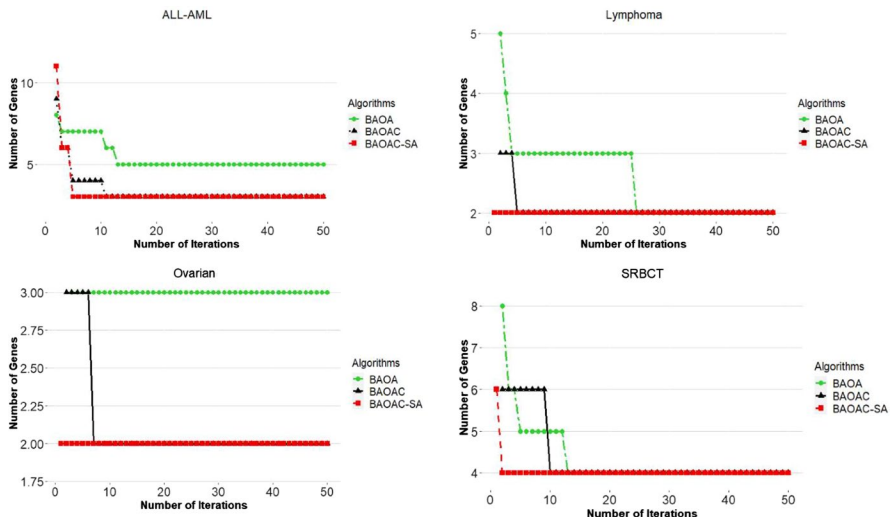 ALL-AML
Number of Genes
10
5
0
10
20
30
40
50
Number of Iterations
Algorithms
BAOA
BAOAC
BAOAC-SA
Lymphoma
Number of Genes
5
4
3
2
0
10
20
30
40
50
Number of Iterations
Algorithms
BAOA
BAOAC
BAOAC-SA
Ovarian
Number of Genes
3.00
2.75
2.50
2.25
2.00
1.75
0
10
20
30
40
50
Number of Iterations
Algorithms
BAOA
BAOAC
BAOAC-SA
SRBCT
Number of Genes
8
7
6
5
4
0
10
20
30
40
50
Number of Iterations
Algorithms
BAOA
BAOAC
BAOAC-SA